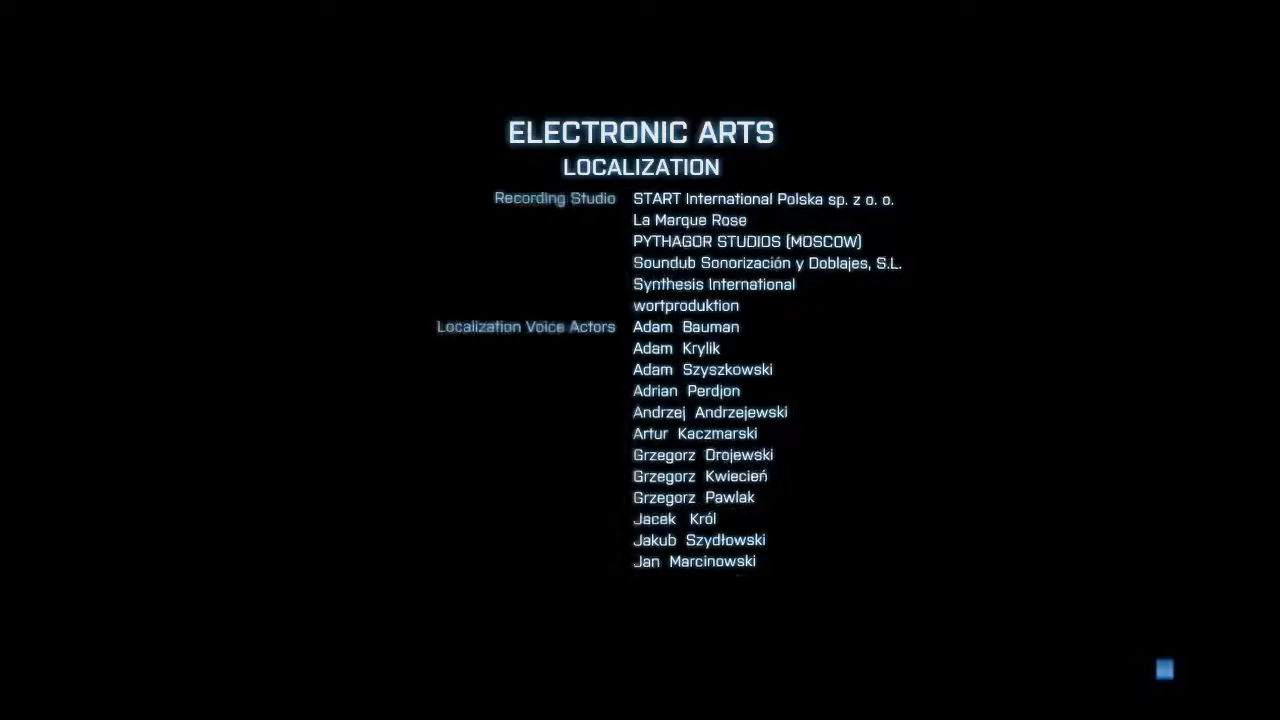 ELECTRONIC ARTS
LOCALIZATION
Recording Studio START International Polska sp. z o. o.
La Marque Rose
PYTHAGOR STUDIOS (MOSCOW)
Soundub Sonorización y Doblajes, S.L.
Synthesis International
wortproduktion
Localization Voice Actors Adam Bauman
Adam Krylik
Adam Szyszkowski
Adrian Perdjon
Andrzej Andrzejewski
Artur Kaczmarski
Grzegorz Drojewski
Grzegorz Kwiecień
Grzegorz Pawlak
Jacek Król
Jakub Szydłowski
Jan Marcinowski